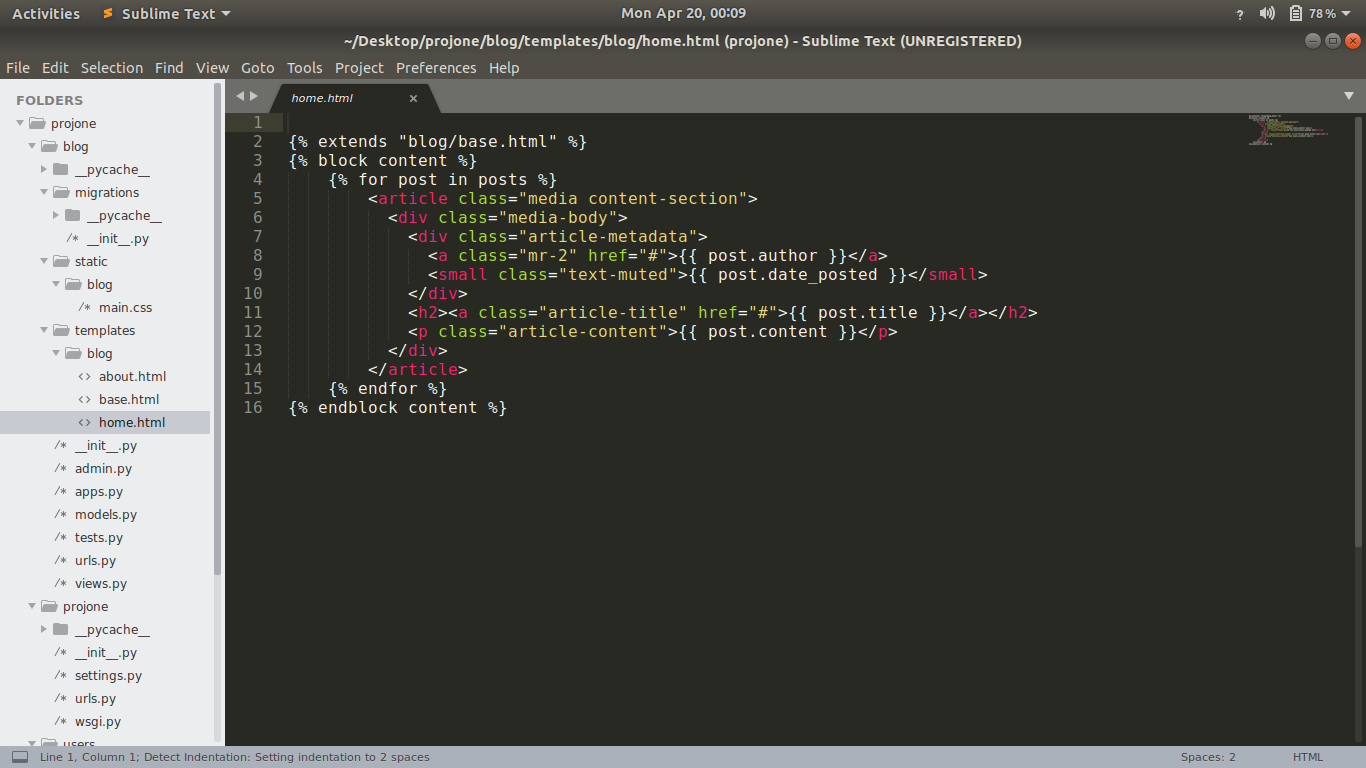 Activities Sublime Text Mon Apr 20, 00:09 ? 78 %
~/Desktop/projone/blog/templates/blog/home.html (projone) - Sublime Text (UNREGISTERED)
File Edit Selection Find View Goto Tools Project Preferences Help
FOLDERS
projone
blog
__pycache__
migrations
__pycache__
/* __init__.py
static
blog
/* main.css
templates
blog
<> about.html
<> base.html
<> home.html
/* __init__.py
/* admin.py
/* apps.py
/* models.py
/* tests.py
/* urls.py
/* views.py
projone
__pycache__
/* __init__.py
/* settings.py
/* urls.py
/* wsgi.py
users
home.html
1
2 {% extends "blog/base.html" %}
3 {% block content %}
4     {% for post in posts %}
5         <article class="media content-section">
6           <div class="media-body">
7             <div class="article-metadata">
8               <a class="mr-2" href="#">{{ post.author }}</a>
9               <small class="text-muted">{{ post.date_posted }}</small>
10             </div>
11             <h2><a class="article-title" href="#">{{ post.title }}</a></h2>
12             <p class="article-content">{{ post.content }}</p>
13           </div>
14         </article>
15     {% endfor %}
16 {% endblock content %}
Line 1, Column 1; Detect Indentation: Setting indentation to 2 spaces Spaces: 2 HTML